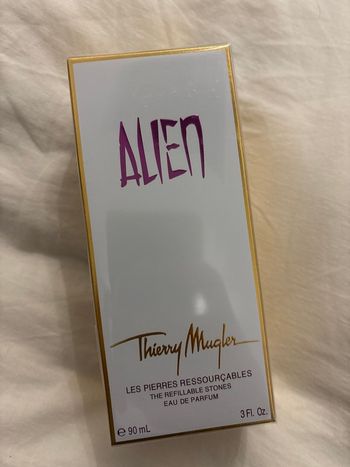 ALIEN
Thierry Mugler
LES PIERRES RESSOURÇABLES
THE REFILLABLE STONES
EAU DE PARFUM
℮ 90 mL 3 Fl. Oz.